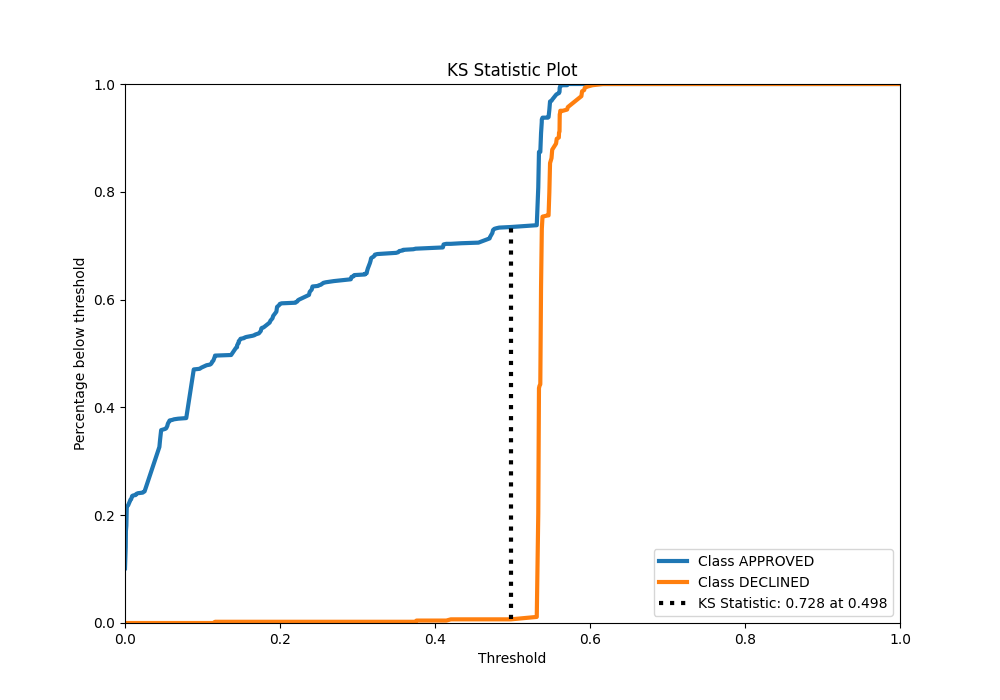 KS Statistic Plot
Percentage below threshold
1.0
0.8
0.6
0.4
0.2
0.0
0.0 0.2 0.4 0.6 0.8 1.0
Threshold
Class APPROVED
Class DECLINED
KS Statistic: 0.728 at 0.498